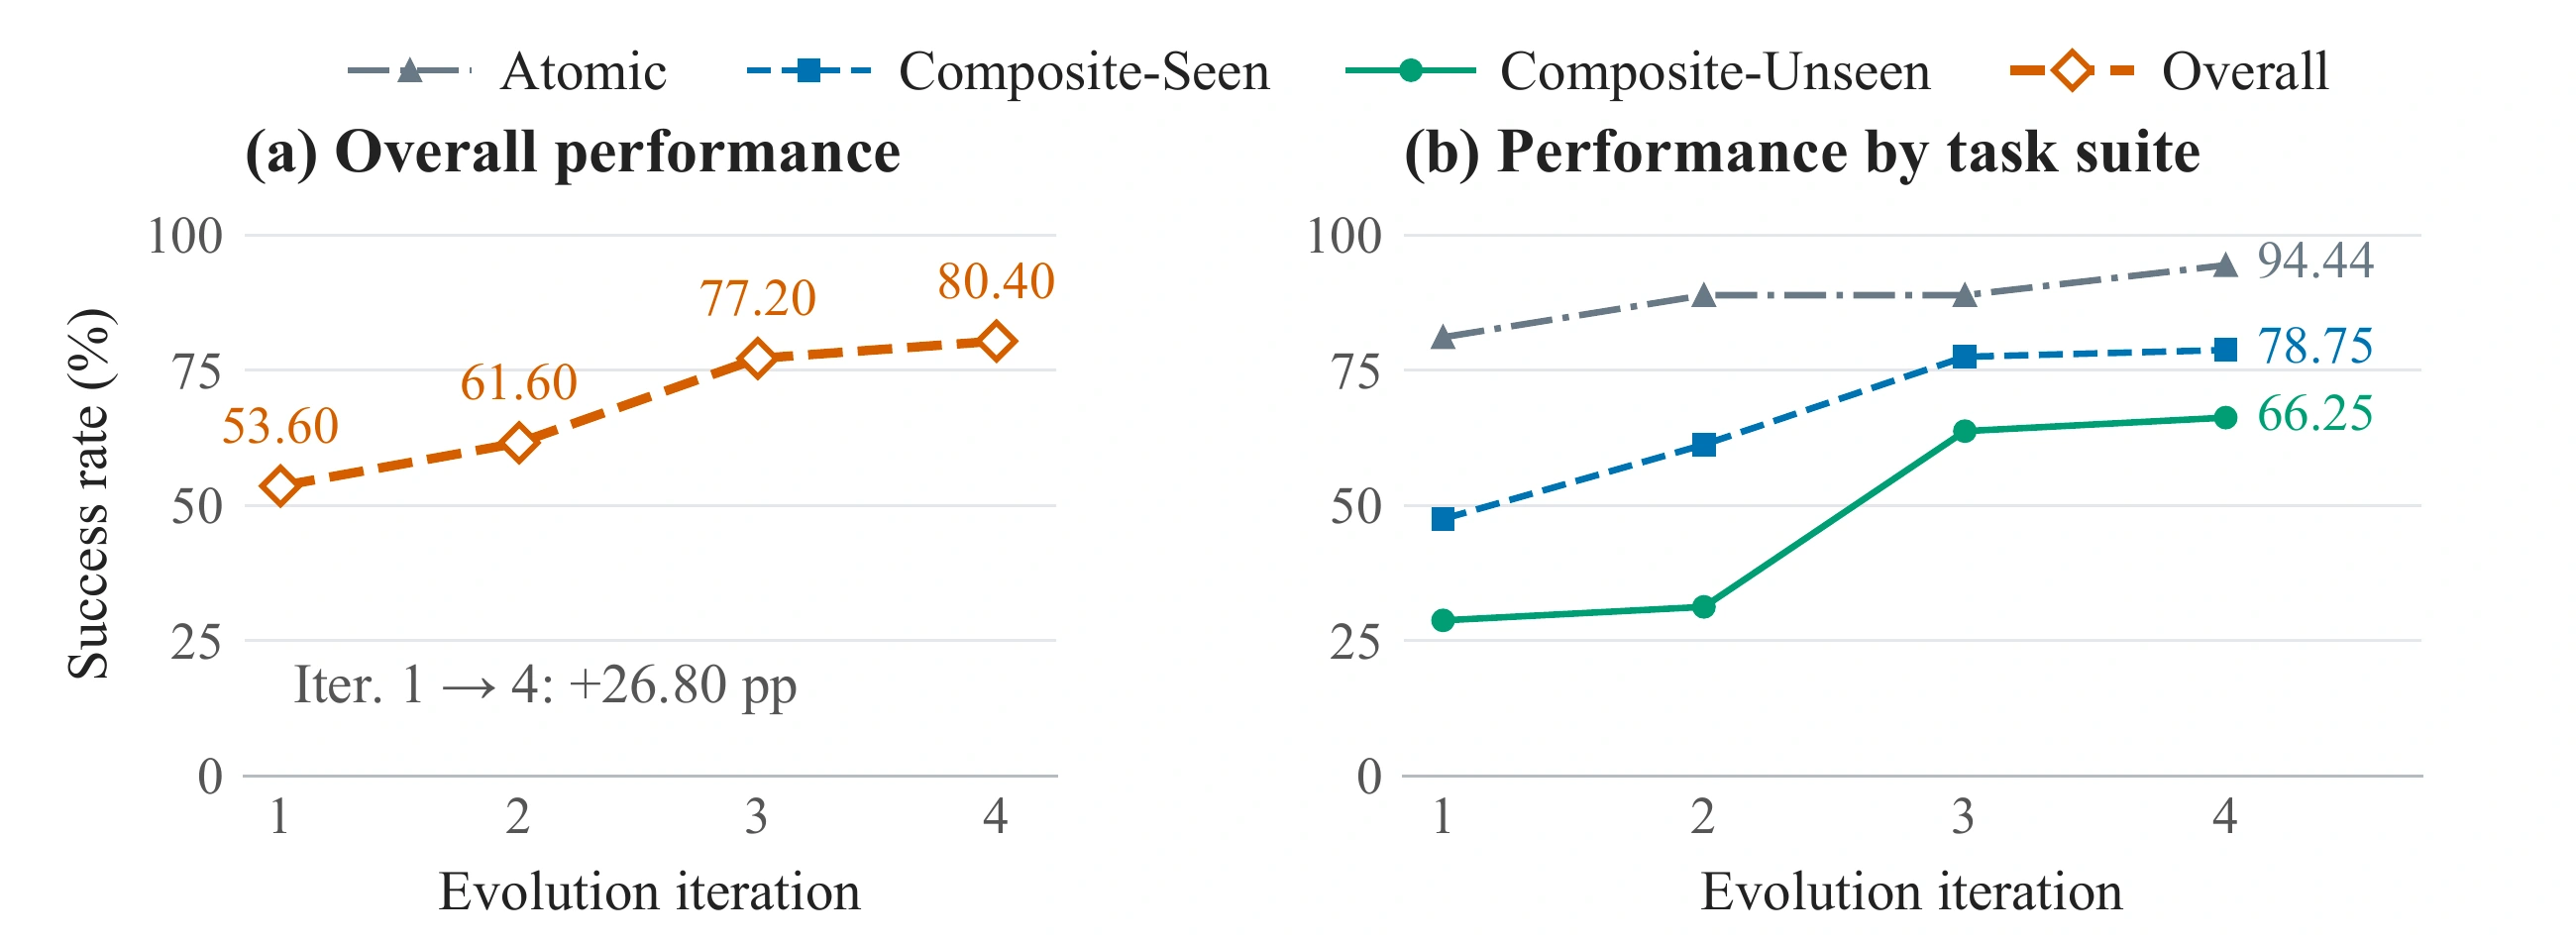 Atomic Composite-Seen Composite-Unseen Overall
(a) Overall performance
Success rate (%)
100
75
50
25
0
53.60
61.60
77.20
80.40
Iter. 1 → 4: +26.80 pp
1 2 3 4
Evolution iteration
(b) Performance by task suite
100
75
50
25
0
94.44
78.75
66.25
1 2 3 4
Evolution iteration